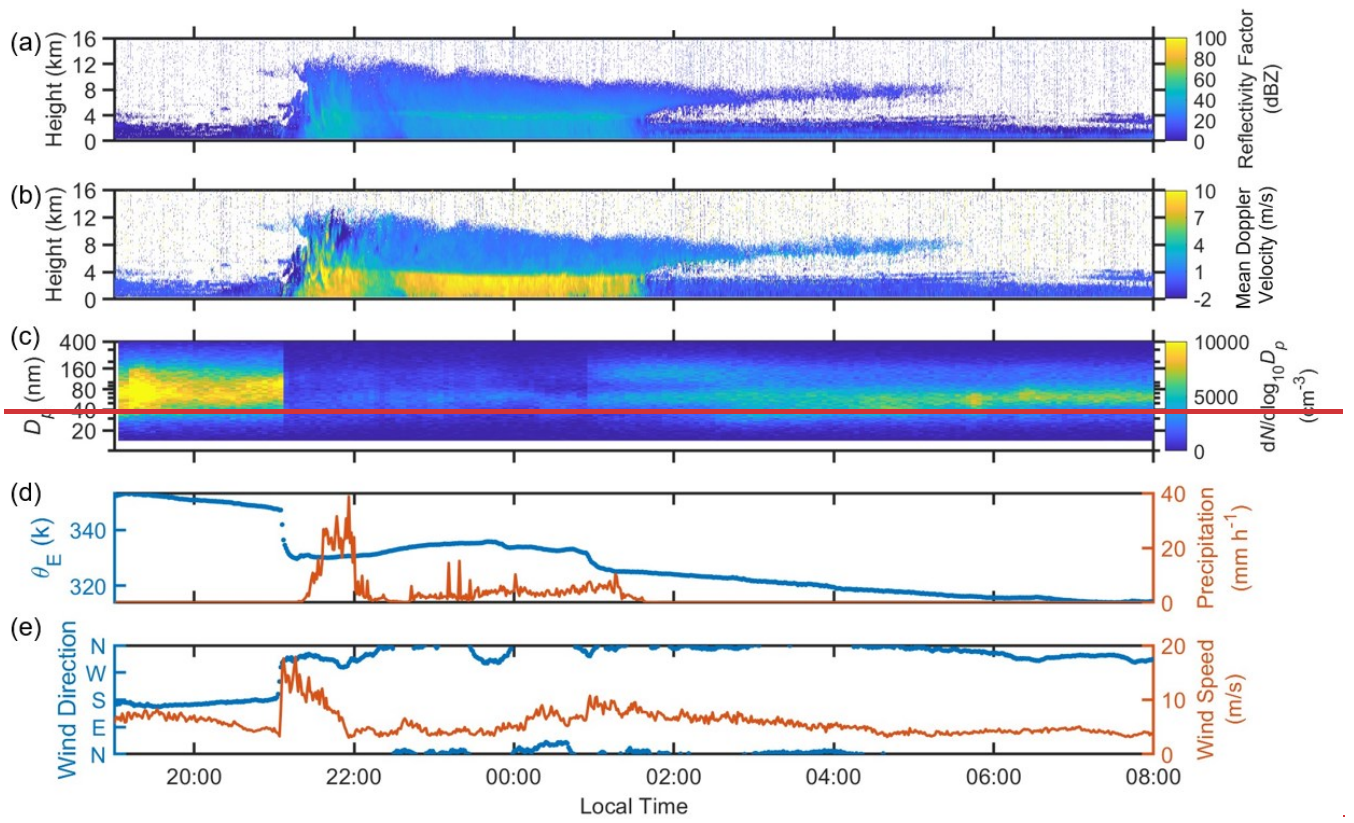 (a)
16
12
8
4
0
Height (km)
100
80
60
40
20
0
Reflectivity Factor
(dBZ)
(b)
16
12
8
4
0
Height (km)
10
7
4
1
-2
Mean Doppler
Velocity (m/s)
(c)
400
160
80
40
20
Dp (nm)
10000
5000
0
dN/dlog10Dp
(cm-3)
(d)
340
320
θE (k)
40
20
0
Precipitation
(mm h-1)
(e)
N
W
S
E
N
Wind Direction
20
10
0
Wind Speed
(m/s)
20:00 22:00 00:00 02:00 04:00 06:00 08:00
Local Time